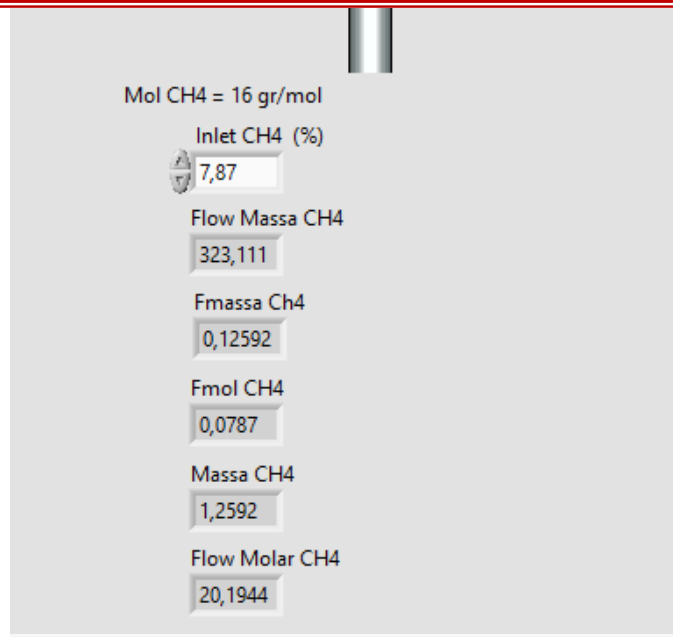 Mol CH4 = 16 gr/mol
Inlet CH4 (%)
7,87
Flow Massa CH4
323,111
Fmassa Ch4
0,12592
Fmol CH4
0,0787
Massa CH4
1,2592
Flow Molar CH4
20,1944